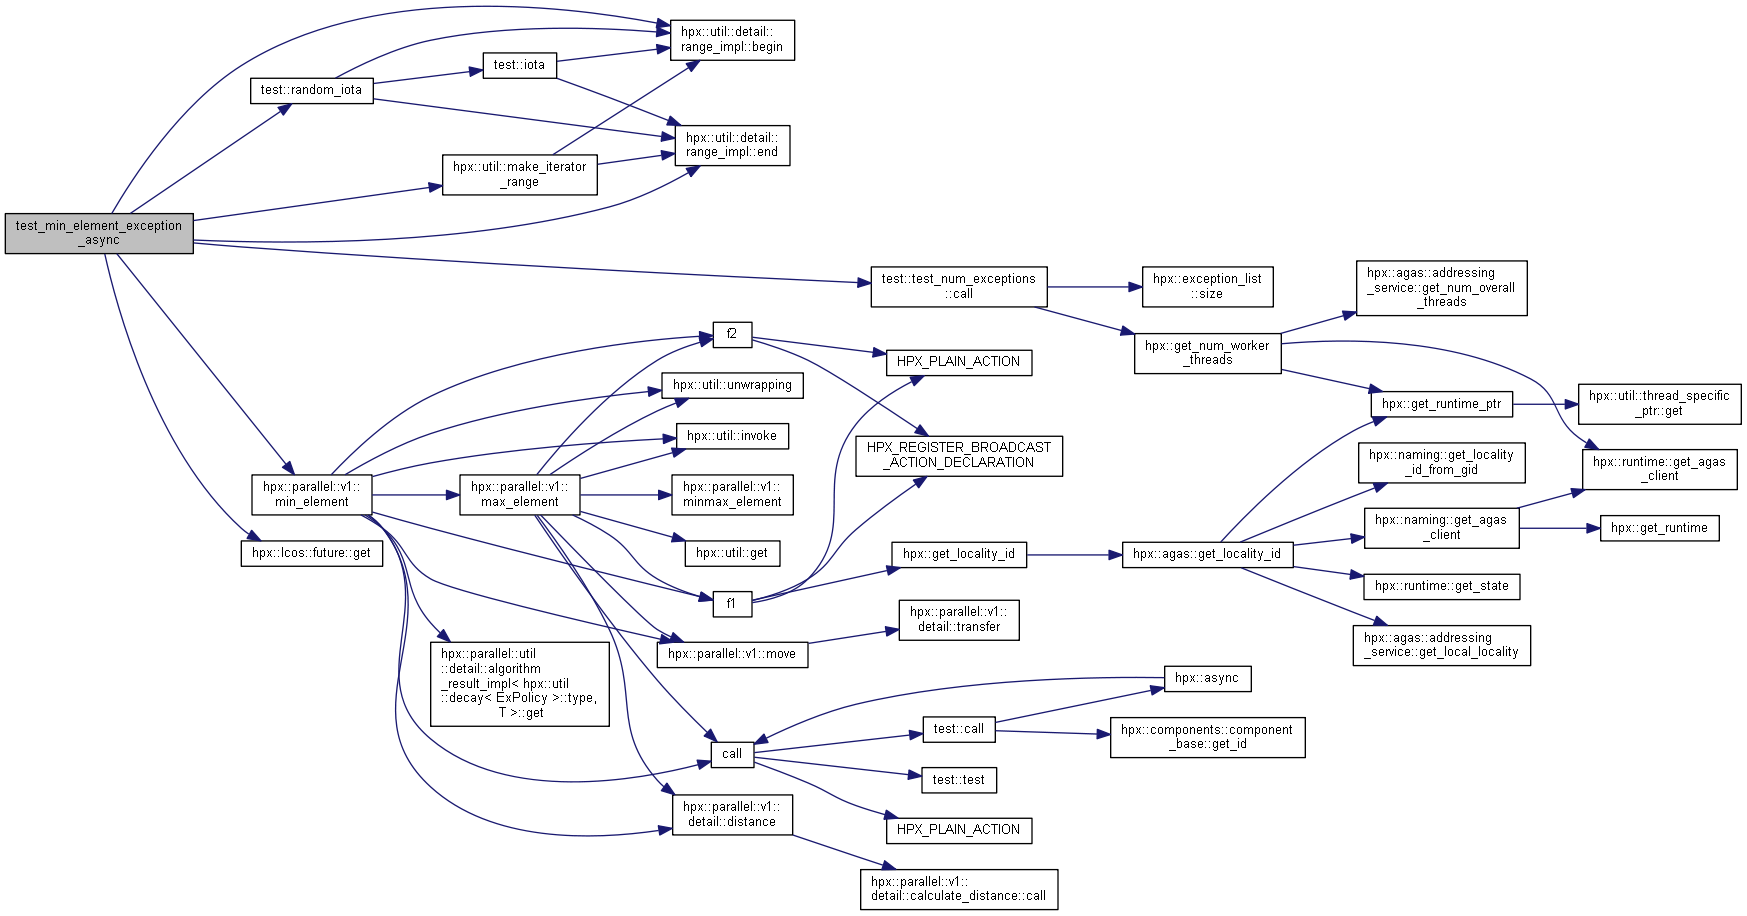 hpx::util::detail::
range_impl::begin
test::iota
test::random_iota
hpx::util::detail::
range_impl::end
hpx::util::make_iterator
_range
test_min_element_exception
_async
test::test_num_exceptions
::call
hpx::exception_list
::size
hpx::agas::addressing
_service::get_num_overall
_threads
f2
hpx::get_num_worker
_threads
HPX_PLAIN_ACTION
hpx::util::unwrapping
hpx::get_runtime_ptr
hpx::util::thread_specific
_ptr::get
hpx::util::invoke
HPX_REGISTER_BROADCAST
_ACTION_DECLARATION
hpx::naming::get_locality
_id_from_gid
hpx::runtime::get_agas
_client
hpx::parallel::v1::
min_element
hpx::parallel::v1::
max_element
hpx::parallel::v1::
minmax_element
hpx::naming::get_agas
_client
hpx::get_runtime
hpx::lcos::future::get
hpx::util::get
hpx::get_locality_id
hpx::agas::get_locality_id
hpx::runtime::get_state
f1
hpx::parallel::v1::
detail::transfer
hpx::agas::addressing
_service::get_local_locality
hpx::parallel::v1::move
hpx::parallel::util
::detail::algorithm
_result_impl< hpx::util
::decay< ExPolicy >::type,
T >::get
hpx::async
test::call
hpx::components::component
_base::get_id
call
test::test
hpx::parallel::v1::
detail::distance
HPX_PLAIN_ACTION
hpx::parallel::v1::
detail::calculate_distance::call